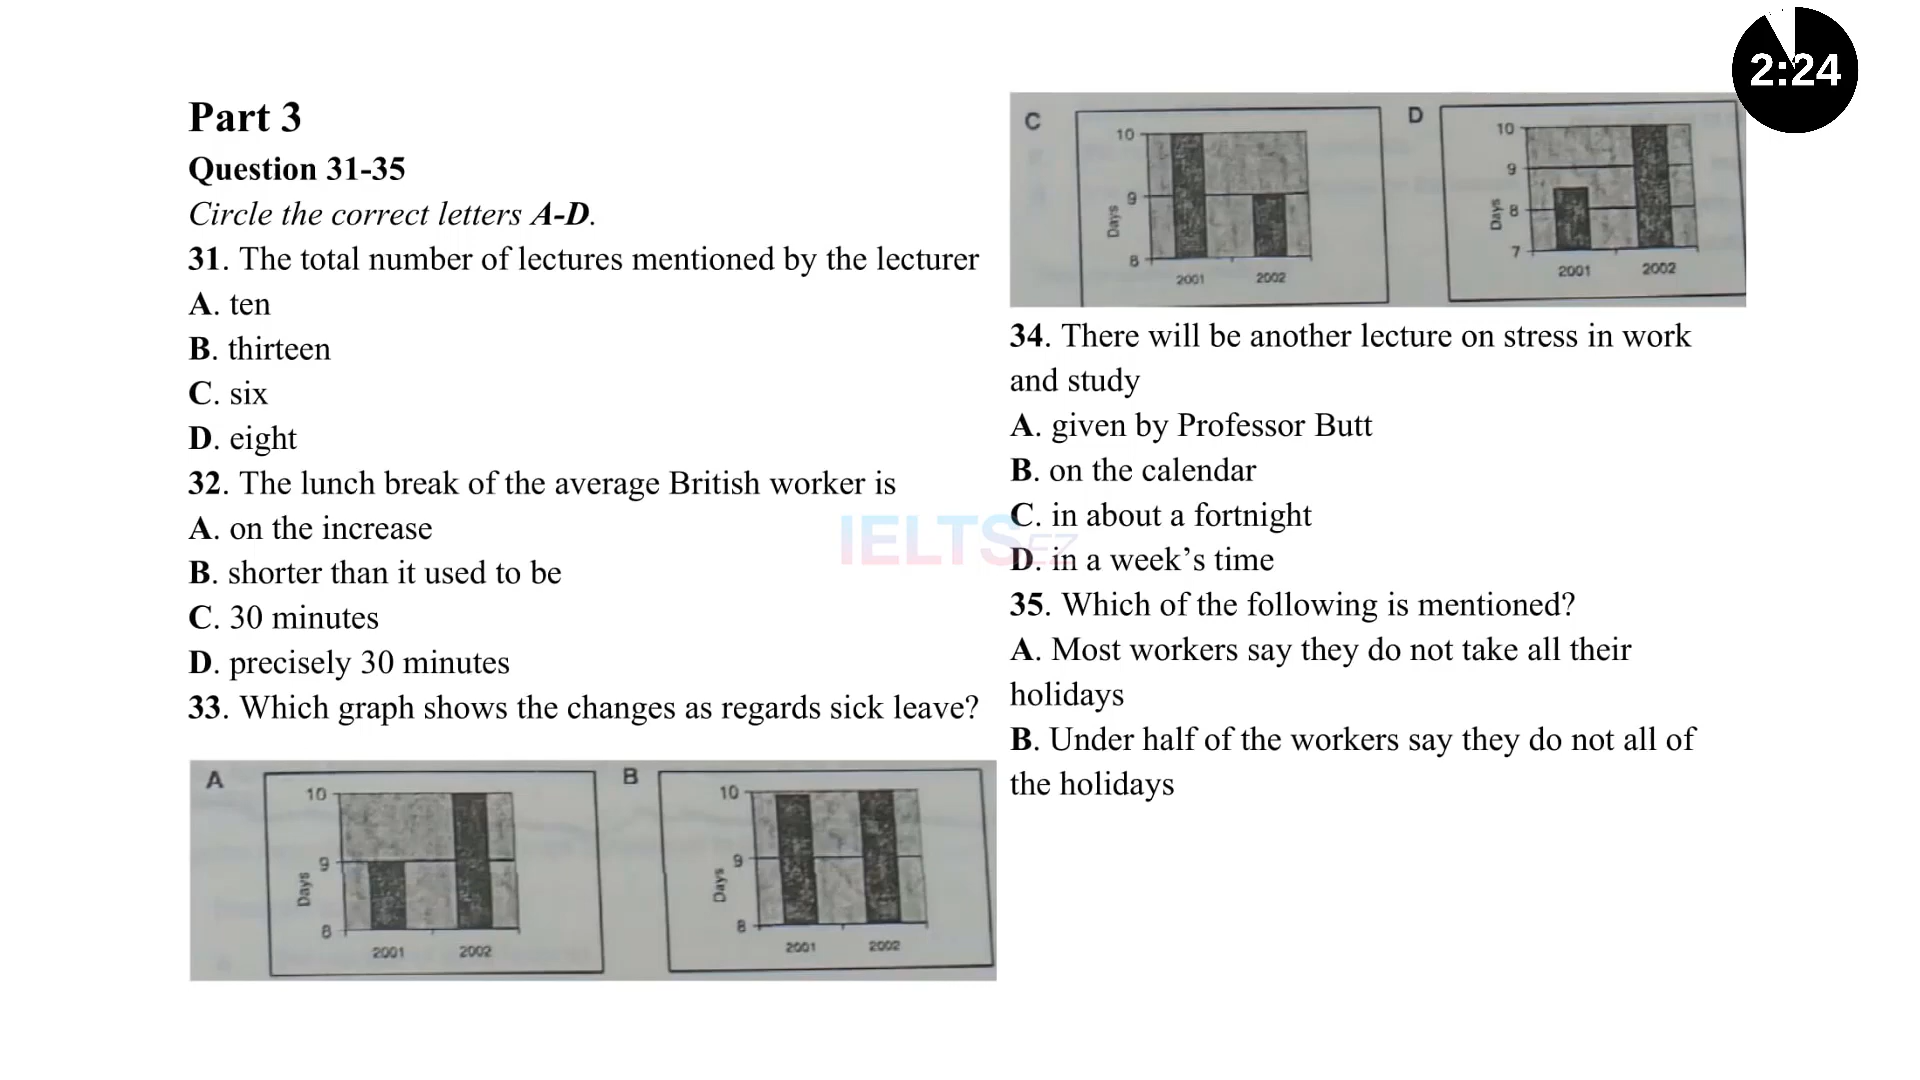 2:24
Part 3
Question 31-35
Circle the correct letters A-D.
31. The total number of lectures mentioned by the lecturer
A. ten
B. thirteen
C. six
D. eight
32. The lunch break of the average British worker is
A. on the increase
B. shorter than it used to be
C. 30 minutes
D. precisely 30 minutes
33. Which graph shows the changes as regards sick leave?
A
10
9
8
Days
2001 2002
B
10
9
8
Days
2001 2002
C
10
9
8
Days
2001 2002
D
10
9
8
7
Days
2001 2002
34. There will be another lecture on stress in work
and study
A. given by Professor Butt
B. on the calendar
C. in about a fortnight
D. in a week’s time
35. Which of the following is mentioned?
A. Most workers say they do not take all their
holidays
B. Under half of the workers say they do not all of
the holidays
IELTS EZ